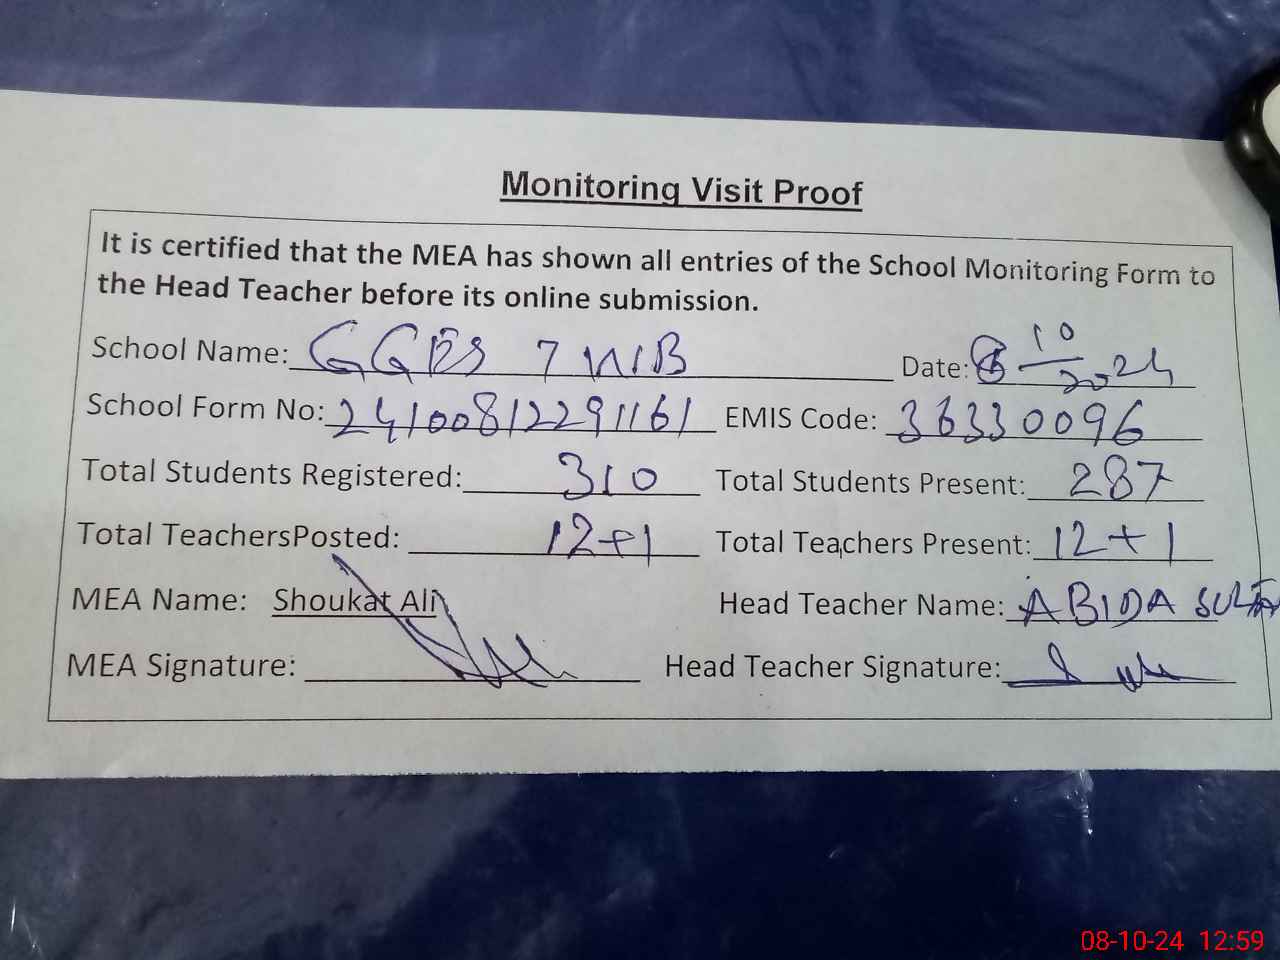 Monitoring Visit Proof
It is certified that the MEA has shown all entries of the School Monitoring Form to
the Head Teacher before its online submission.
School Name: GGES 7 WB Date: 8 10 2024
School Form No: 24100812291161 EMIS Code: 36330096
Total Students Registered: 310 Total Students Present: 287
Total TeachersPosted: 12+1 Total Teachers Present: 12+1
MEA Name: Shoukat Ali Head Teacher Name: ABIDA
MEA Signature: Head Teacher Signature:
08-10-24 12:59